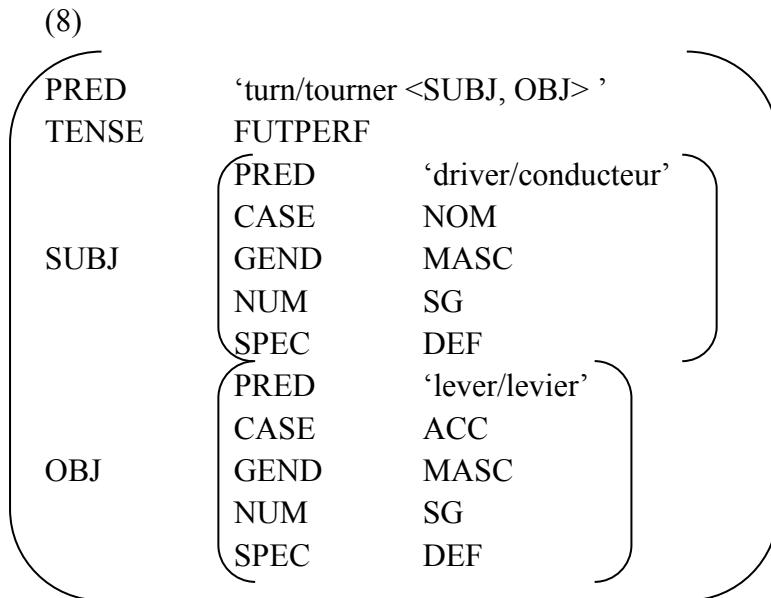 (8)
PRED ‘turn/tourner <SUBJ, OBJ> ’
TENSE FUTPERF
PRED ‘driver/conducteur’
CASE NOM
SUBJ GEND MASC
NUM SG
SPEC DEF
PRED ‘lever/levier’
CASE ACC
OBJ GEND MASC
NUM SG
SPEC DEF